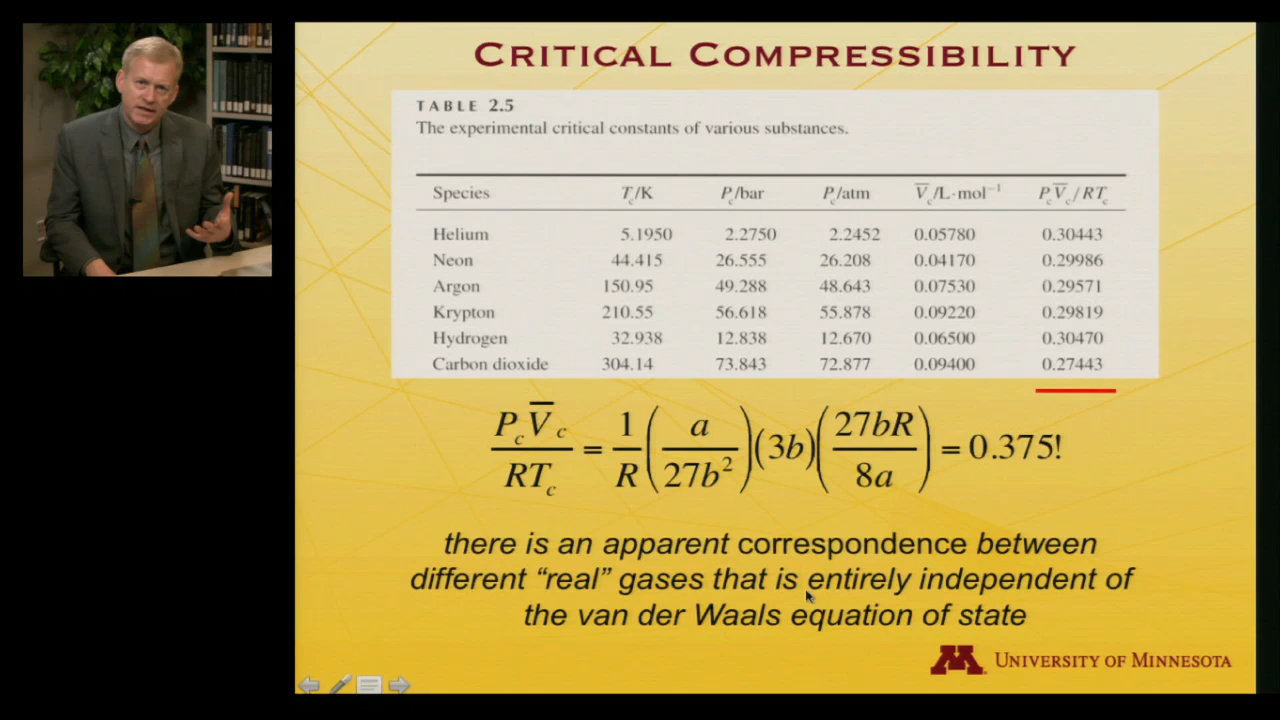 CRITICAL COMPRESSIBILITY
TABLE 2.5
The experimental critical constants of various substances.
Species T_c/K P_c/bar P_c/atm V̅_c/L·mol⁻¹ P_cV̅_c/RT_c
Helium 5.1950 2.2750 2.2452 0.05780 0.30443
Neon 44.415 26.555 26.208 0.04170 0.29986
Argon 150.95 49.288 48.643 0.07530 0.29571
Krypton 210.55 56.618 55.878 0.09220 0.29819
Hydrogen 32.938 12.838 12.670 0.06500 0.30470
Carbon dioxide 304.14 73.843 72.877 0.09400 0.27443
P_cV̅_c/RT_c = 1/R (a/27b²)(3b)(27bR/8a) = 0.375!
there is an apparent correspondence between
different “real” gases that is entirely independent of
the van der Waals equation of state
M UNIVERSITY OF MINNESOTA